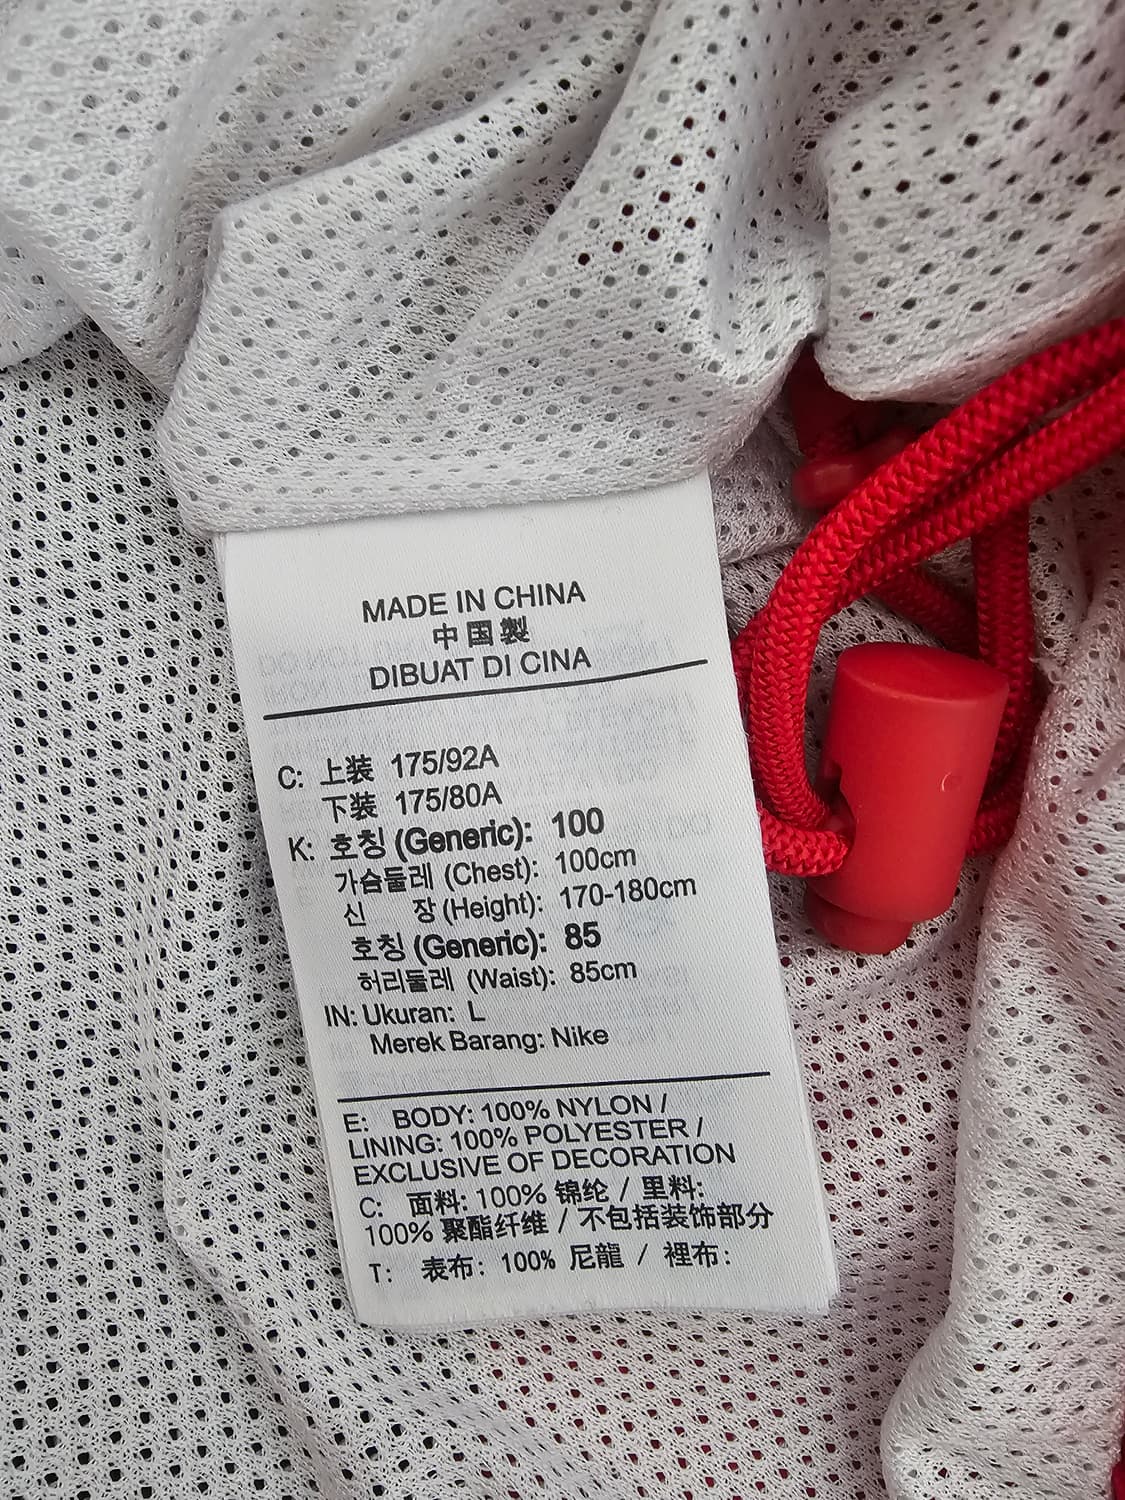 MADE IN CHINA
中国製
DIBUAT DI CINA
C: 上装 175/92A
下装 175/80A
K: 호칭 (Generic): 100
가슴둘레 (Chest): 100cm
신 장 (Height): 170-180cm
호칭 (Generic): 85
허리둘레 (Waist): 85cm
IN: Ukuran: L
Merek Barang: Nike
E: BODY: 100% NYLON /
LINING: 100% POLYESTER /
EXCLUSIVE OF DECORATION
C: 面料: 100% 锦纶 / 里料:
100% 聚酯纤维 / 不包括装饰部分
T: 表布: 100% 尼龍 / 裡布: